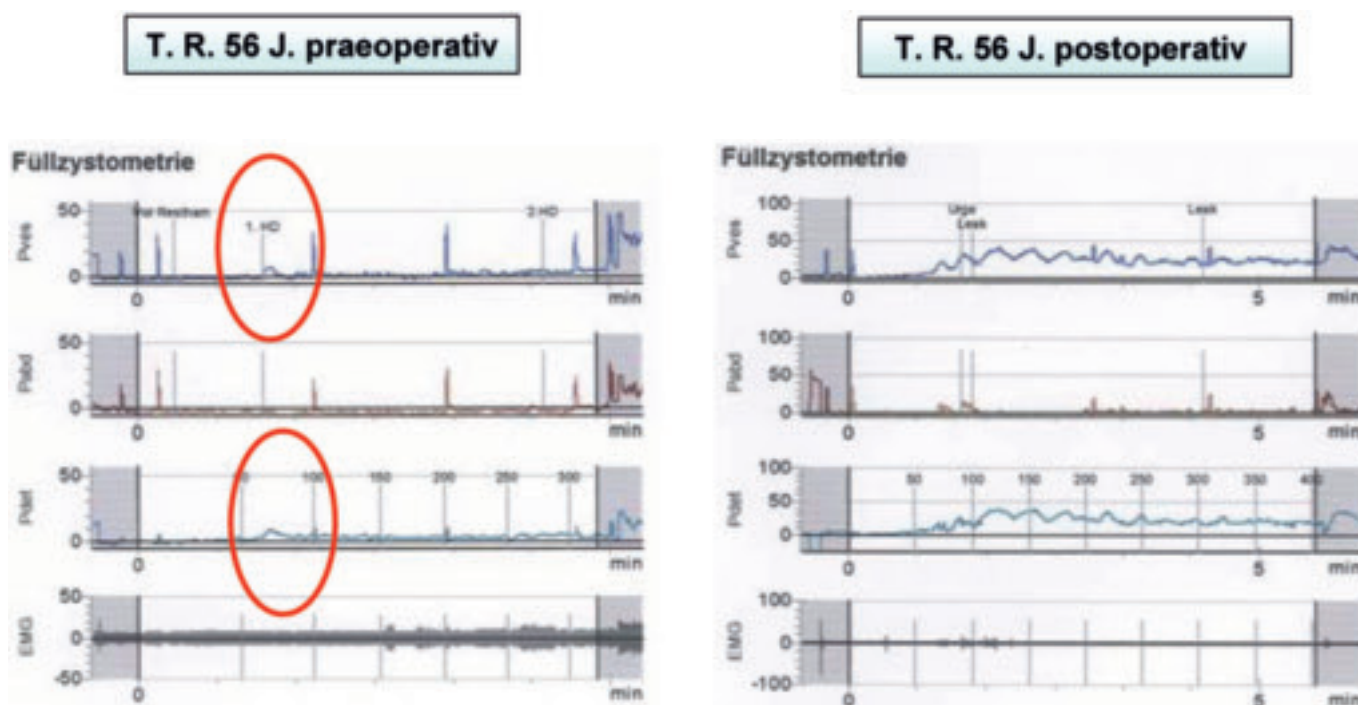 T. R. 56 J. praeoperativ
Füllzystometrie
Pves
50
0
1. HD
2.HD
0
min
Pabd
50
0
0
min
Pdet
50
0
100
150
200
250
300
0
min
EMG
50
0
-50
0
min
T. R. 56 J. postoperativ
Füllzystometrie
Pves
100
50
0
Urge
Leak
Leak
0
5
min
Pabd
100
50
0
0
5
min
Pdet
100
50
0
50
100
150
200
250
300
350
400
0
5
min
EMG
100
0
-100
0
5
min